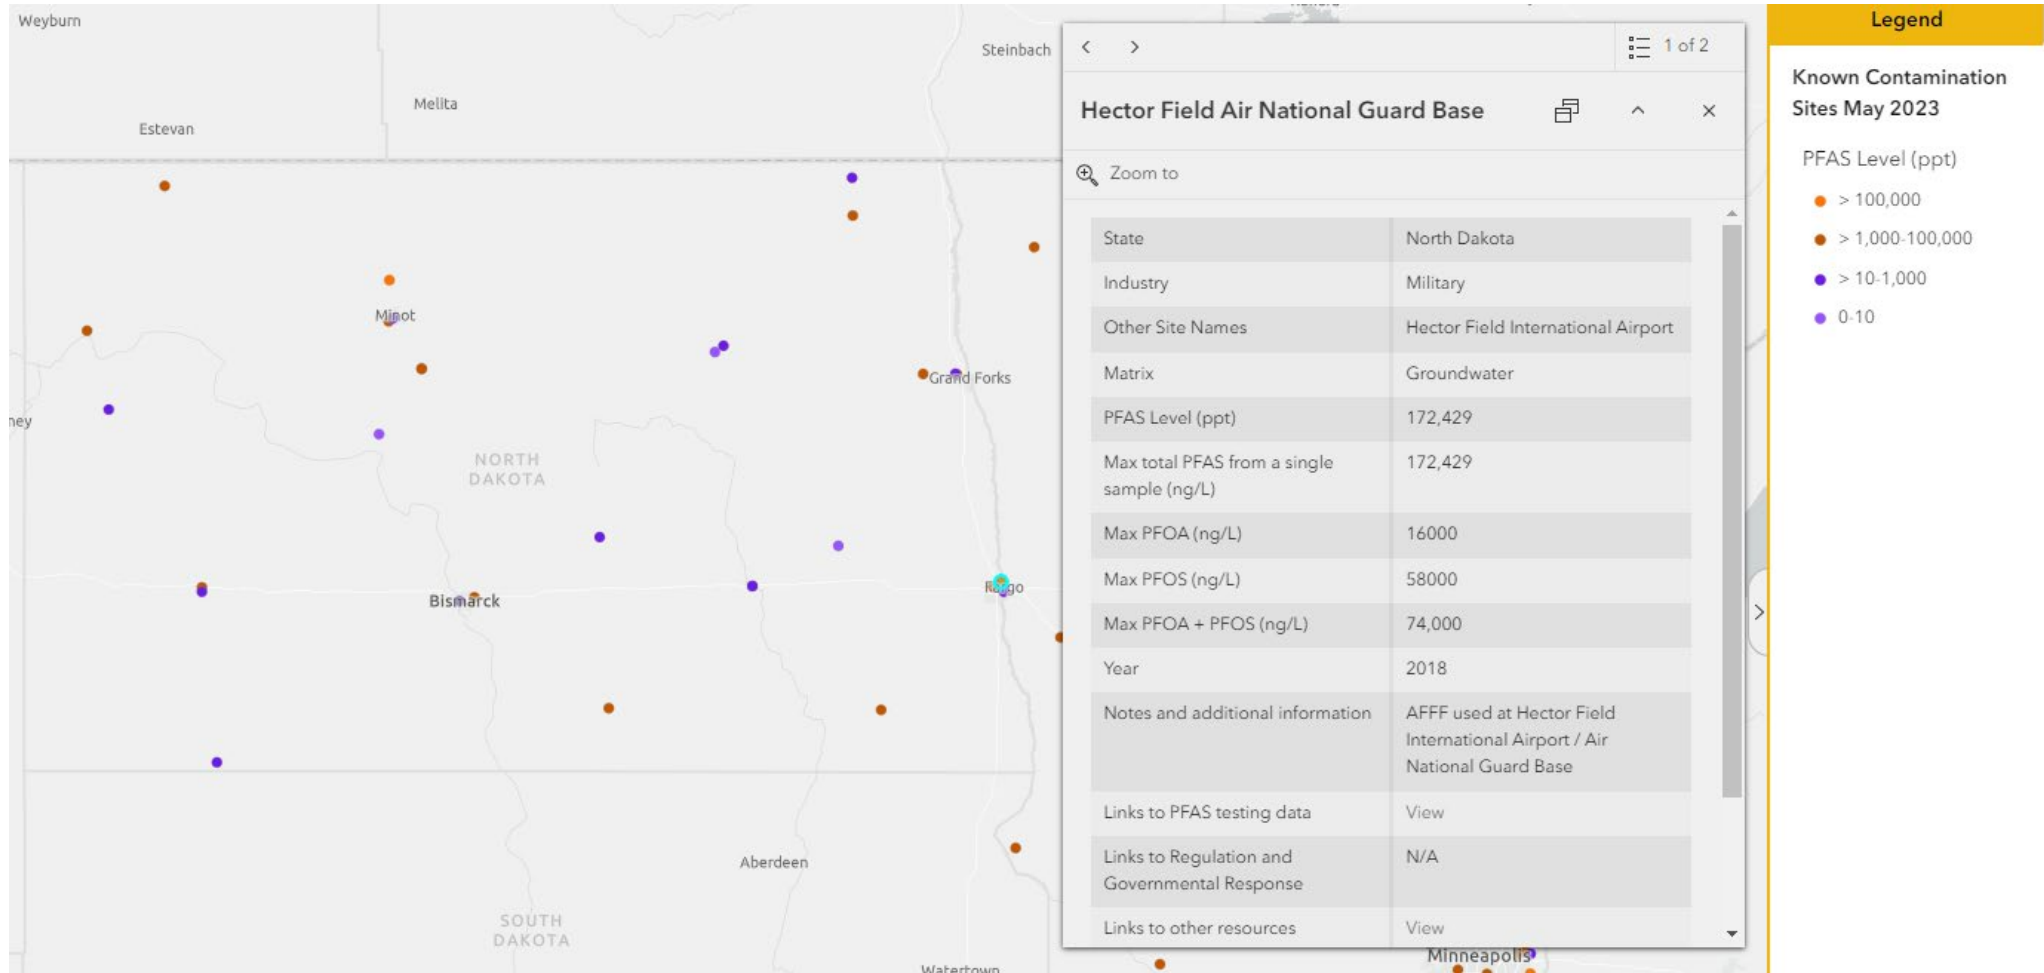 Weyburn
Steinbach
Melita
Estevan
Minot
Grand Forks
ney
NORTH
DAKOTA
Bismarck
Fargo
Aberdeen
SOUTH
DAKOTA
Watertown
Minneapolis
1 of 2
Hector Field Air National Guard Base
Zoom to
State North Dakota
Industry Military
Other Site Names Hector Field International Airport
Matrix Groundwater
PFAS Level (ppt) 172,429
Max total PFAS from a single
sample (ng/L) 172,429
Max PFOA (ng/L) 16000
Max PFOS (ng/L) 58000
Max PFOA + PFOS (ng/L) 74,000
Year 2018
Notes and additional information AFFF used at Hector Field
International Airport / Air
National Guard Base
Links to PFAS testing data View
Links to Regulation and
Governmental Response N/A
Links to other resources View
Legend
Known Contamination
Sites May 2023
PFAS Level (ppt)
> 100,000
> 1,000-100,000
> 10-1,000
0-10